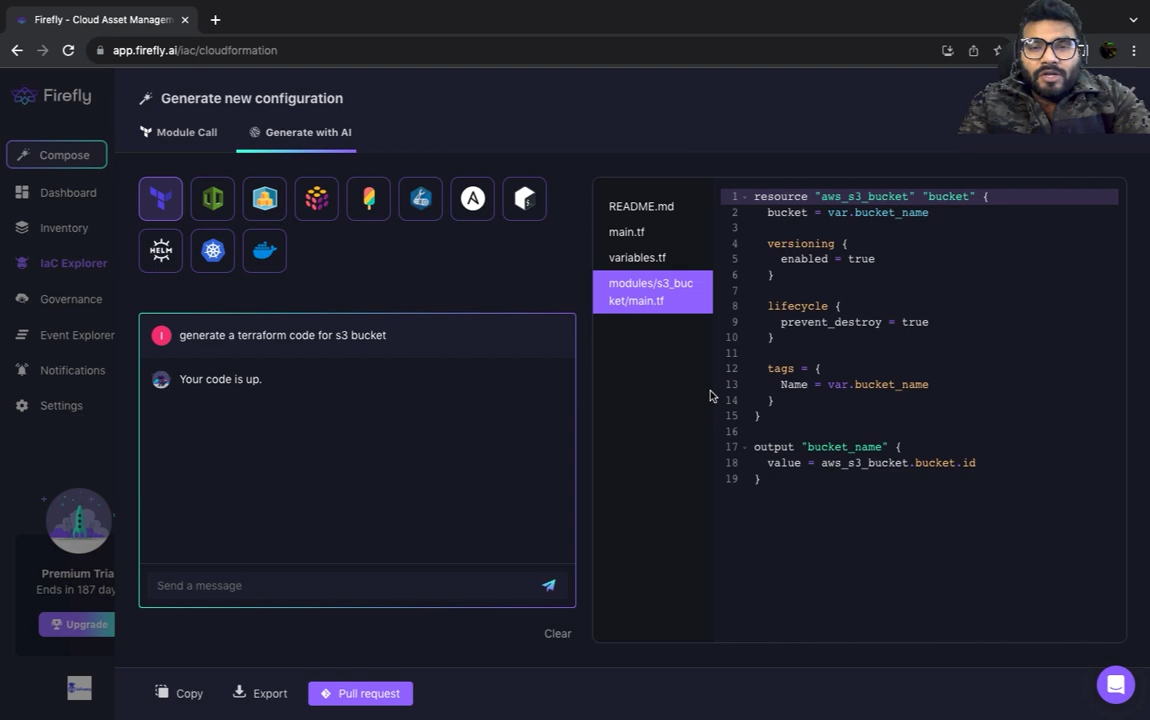 Firefly - Cloud Asset Managem
app.firefly.ai/iac/cloudformation
Firefly
Compose
Dashboard
Inventory
IaC Explorer
Governance
Event Explorer
Notifications
Settings
Premium Tria
Ends in 187 day
Upgrade
Generate new configuration
Module Call
Generate with AI
HELM
I
generate a terraform code for s3 bucket
Your code is up.
Send a message
Clear
README.md
main.tf
variables.tf
modules/s3_buc
ket/main.tf
1 resource "aws_s3_bucket" "bucket" {
2 bucket = var.bucket_name
3
4 versioning {
5 enabled = true
6 }
7
8 lifecycle {
9 prevent_destroy = true
10 }
11
12 tags = {
13 Name = var.bucket_name
14 }
15 }
16
17 output "bucket_name" {
18 value = aws_s3_bucket.bucket.id
19 }
Copy
Export
Pull request